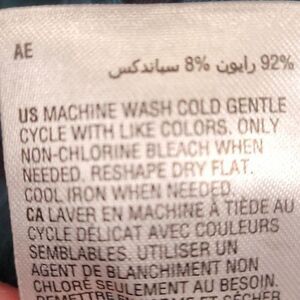 AE
92% رايون 8% سباندكس
US MACHINE WASH COLD GENTLE
CYCLE WITH LIKE COLORS. ONLY
NON-CHLORINE BLEACH WHEN
NEEDED. RESHAPE DRY FLAT.
COOL IRON WHEN NEEDED.
CA LAVER EN MACHINE À TIÈDE AU
CYCLE DELICAT AVEC COULEURS
SEMBLABLES. UTILISER UN
AGENT DE BLANCHIMENT NON
CHLORÉ SEULEMENT AU BESOIN.